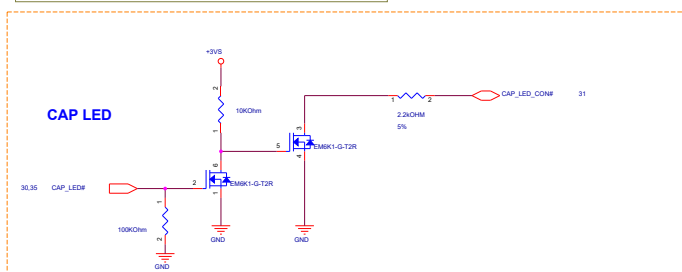 +3VS
2
10KOhm
1
CAP LED
1
2
2.2kOHM
5%
CAP_LED_CON#
31
3
5
EM6K1-G-T2R
4
6
30,35
CAP_LED#
2
EM6K1-G-T2R
1
1
100KOhm
2
GND
GND
GND